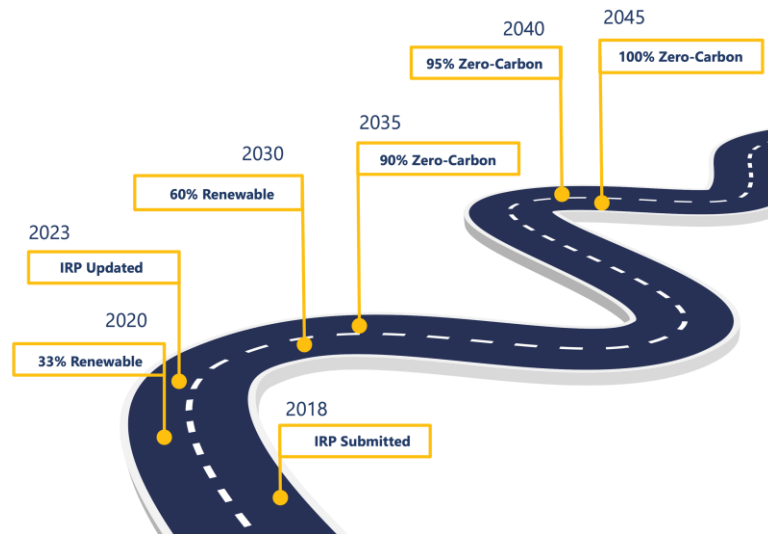 2040
95% Zero-Carbon
2045
100% Zero-Carbon
2035
90% Zero-Carbon
2030
60% Renewable
2023
IRP Updated
2020
33% Renewable
2018
IRP Submitted